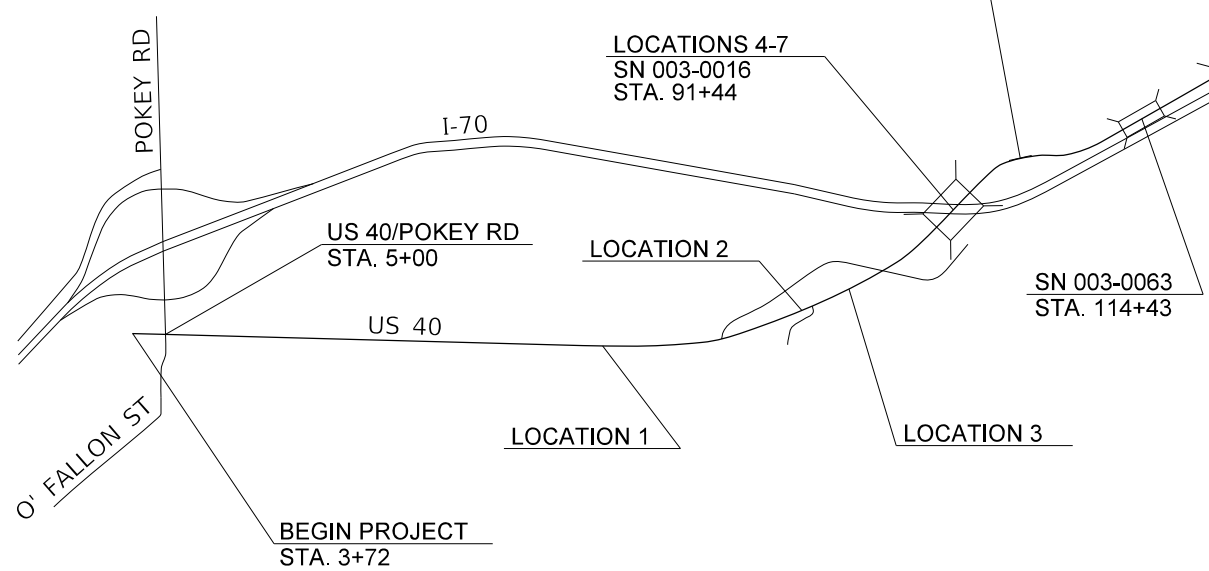 POKEY RD
LOCATIONS 4-7
SN 003-0016
STA. 91+44
I-70
US 40/POKEY RD
STA. 5+00
LOCATION 2
SN 003-0063
STA. 114+43
US 40
O' FALLON ST
LOCATION 1
LOCATION 3
BEGIN PROJECT
STA. 3+72